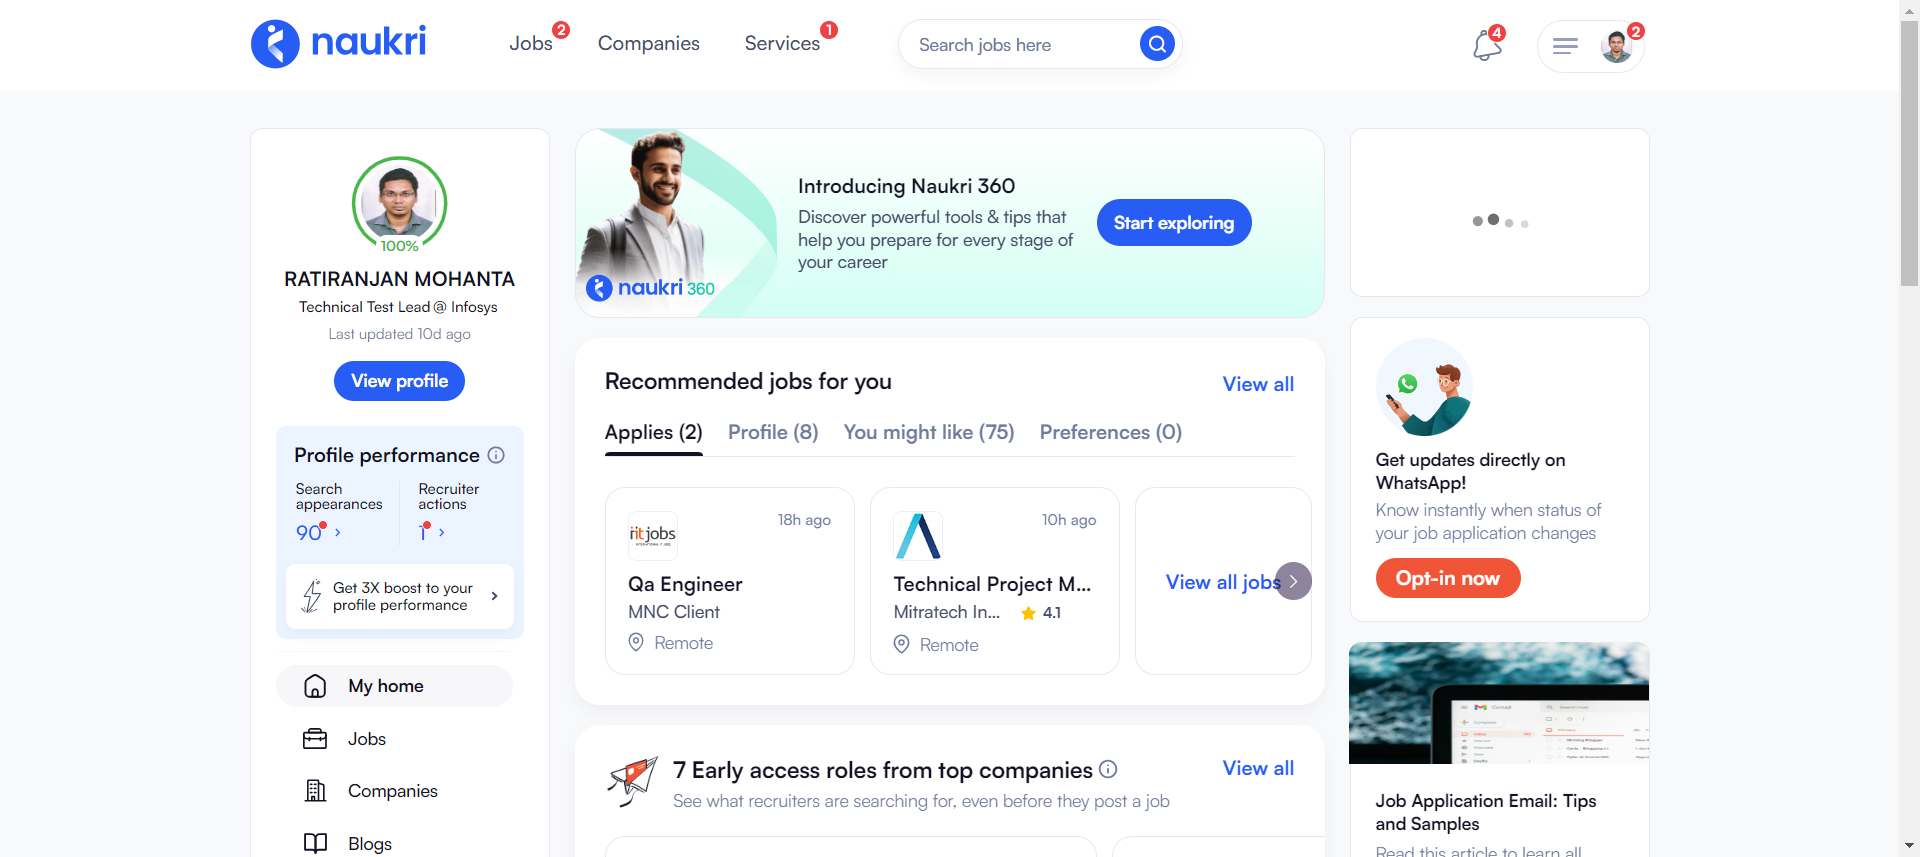 naukri
Jobs 2
Companies
Services 1
Search jobs here
4
2
100%
RATIRANJAN MOHANTA
Technical Test Lead @ Infosys
Last updated 10d ago
View profile
Profile performance
Search
appearances
90
Recruiter
actions
1
Get 3X boost to your
profile performance
My home
Jobs
Companies
Blogs
Introducing Naukri 360
Discover powerful tools & tips that
help you prepare for every stage of
your career
Start exploring
naukri 360
Recommended jobs for you
View all
Applies (2)
Profile (8)
You might like (75)
Preferences (0)
iritjobs
18h ago
Qa Engineer
MNC Client
Remote
10h ago
Technical Project M...
Mitratech In...
4.1
Remote
View all jobs
7 Early access roles from top companies
View all
See what recruiters are searching for, even before they post a job
Get updates directly on
WhatsApp!
Know instantly when status of
your job application changes
Opt-in now
Gmail
Job Application Email: Tips
and Samples
Read this article to learn all